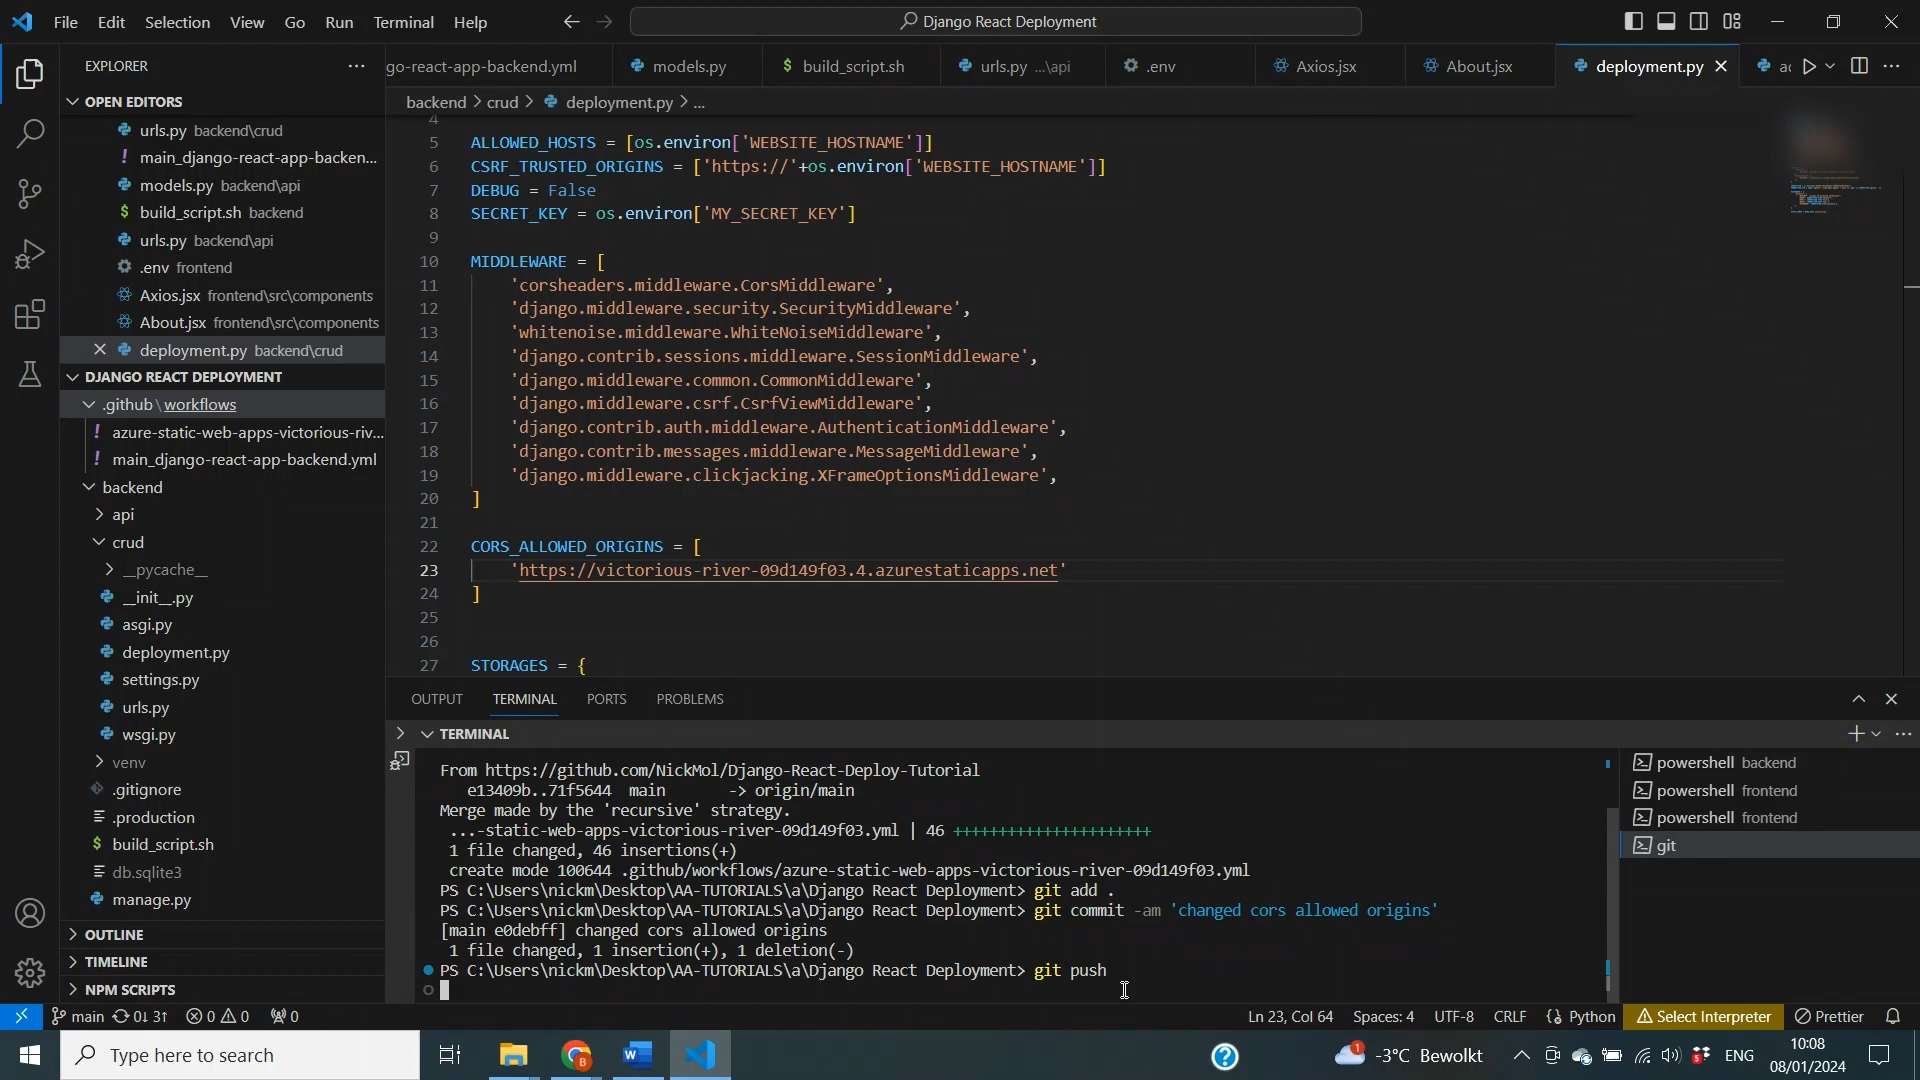 File Edit Selection View Go Run Terminal Help
Django React Deployment
EXPLORER
go-react-app-backend.yml
models.py
$ build_script.sh
urls.py ...\api
.env
Axios.jsx
About.jsx
deployment.py
OPEN EDITORS
urls.py backend\crud
! main_django-react-app-backen...
models.py backend\api
$ build_script.sh backend
urls.py backend\api
.env frontend
Axios.jsx frontend\src\components
About.jsx frontend\src\components
deployment.py backend\crud
DJANGO REACT DEPLOYMENT
.github \ workflows
! azure-static-web-apps-victorious-riv...
! main_django-react-app-backend.yml
backend
api
crud
__pycache__
__init__.py
asgi.py
deployment.py
settings.py
urls.py
wsgi.py
venv
.gitignore
.production
$ build_script.sh
db.sqlite3
manage.py
OUTLINE
TIMELINE
NPM SCRIPTS
backend > crud > deployment.py > ...
4
5 ALLOWED_HOSTS = [os.environ['WEBSITE_HOSTNAME']]
6 CSRF_TRUSTED_ORIGINS = ['https://'+os.environ['WEBSITE_HOSTNAME']]
7 DEBUG = False
8 SECRET_KEY = os.environ['MY_SECRET_KEY']
9
10 MIDDLEWARE = [
11 'corsheaders.middleware.CorsMiddleware',
12 'django.middleware.security.SecurityMiddleware',
13 'whitenoise.middleware.WhiteNoiseMiddleware',
14 'django.contrib.sessions.middleware.SessionMiddleware',
15 'django.middleware.common.CommonMiddleware',
16 'django.middleware.csrf.CsrfViewMiddleware',
17 'django.contrib.auth.middleware.AuthenticationMiddleware',
18 'django.contrib.messages.middleware.MessageMiddleware',
19 'django.middleware.clickjacking.XFrameOptionsMiddleware',
20 ]
21
22 CORS_ALLOWED_ORIGINS = [
23 'https://victorious-river-09d149f03.4.azurestaticapps.net'
24 ]
25
26
27 STORAGES = {
OUTPUT TERMINAL PORTS PROBLEMS
TERMINAL
From https://github.com/NickMol/Django-React-Deploy-Tutorial
e13409b..71f5644 main -> origin/main
Merge made by the 'recursive' strategy.
...-static-web-apps-victorious-river-09d149f03.yml | 46 ++++++++++++++++++++++
1 file changed, 46 insertions(+)
create mode 100644 .github/workflows/azure-static-web-apps-victorious-river-09d149f03.yml
PS C:\Users\nickm\Desktop\AA-TUTORIALS\a\Django React Deployment> git add .
PS C:\Users\nickm\Desktop\AA-TUTORIALS\a\Django React Deployment> git commit -am 'changed cors allowed origins'
[main e0debff] changed cors allowed origins
1 file changed, 1 insertion(+), 1 deletion(-)
PS C:\Users\nickm\Desktop\AA-TUTORIALS\a\Django React Deployment> git push
powershell backend
powershell frontend
powershell frontend
git
main 0↓ 3↑ 0 0 0
Ln 23, Col 64 Spaces: 4 UTF-8 CRLF Python Select Interpreter Prettier
Type here to search
-3°C Bewolkt
ENG
10:08
08/01/2024